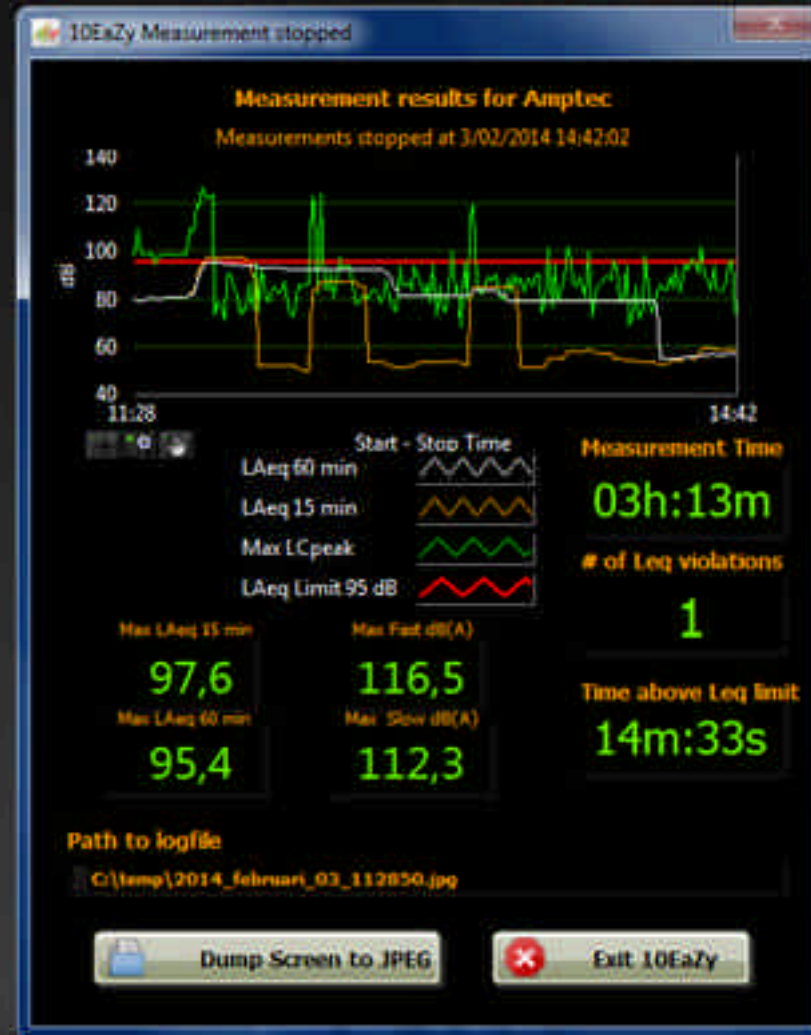 10EaZy Measurement stopped
Measurement results for Amptec
Measurements stopped at 3/02/2014 14:42:02
140
120
100
80
60
40
dB
11:28
14:42
Start - Stop Time
LAeq 60 min
LAeq 15 min
Max LCpeak
LAeq Limit 95 dB
Measurement Time
03h:13m
# of Leq violations
1
Time above Leq limit
14m:33s
Max LAeq 15 min
Max Fast dB(A)
97,6
116,5
Max LAeq 60 min
Max Slow dB(A)
95,4
112,3
Path to logfile
C:\temp\2014_februari_03_112850.jpg
Dump Screen to JPEG
Exit 10EaZy